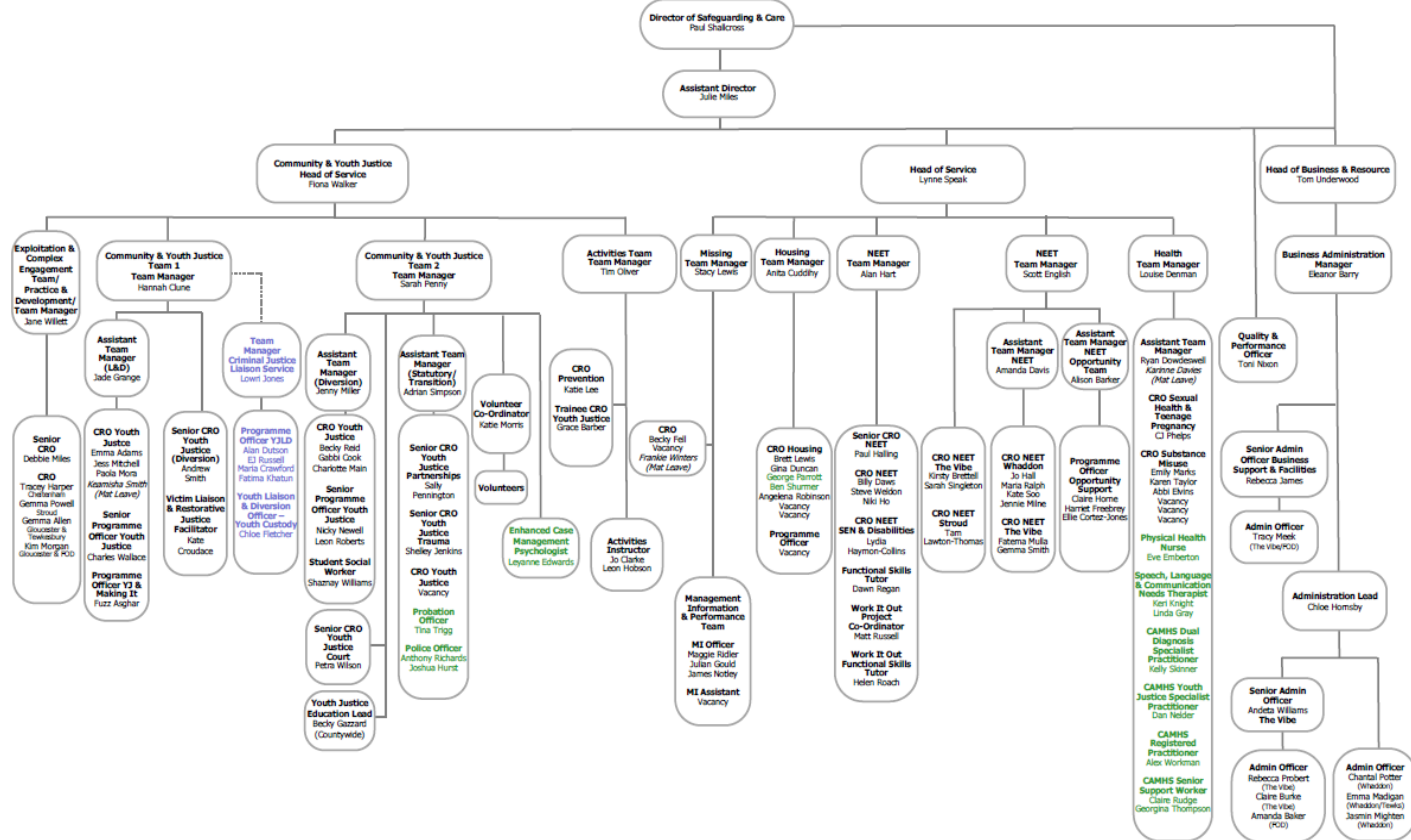 Director of Safeguarding & Care
Paul Shallcross
Assistant Director
Julie Miles
Community & Youth Justice
Head of Service
Fiona Walker
Head of Service
Lynne Speak
Head of Business & Resource
Tom Underwood
Exploitation &
Complex
Engagement
Team/
Practice &
Development/
Team Manager
Jane Willett
Community & Youth Justice
Team 1
Team Manager
Hannah Clune
Community & Youth Justice
Team 2
Team Manager
Sarah Penny
Activities Team
Team Manager
Tim Oliver
Missing
Team Manager
Stacy Lewis
Housing
Team Manager
Anita Cuddihy
NEET
Team Manager
Alan Hart
NEET
Team Manager
Scott English
Health
Team Manager
Louise Denman
Business Administration
Manager
Eleanor Barry
Assistant
Team
Manager
(L&D)
Jade Grange
Team
Manager
Criminal Justice
Liaison Service
Lowri Jones
Assistant
Team
Manager
(Diversion)
Jenny Miller
Assistant Team
Manager
(Statutory/
Transition)
Adrian Simpson
Volunteer
Co-Ordinator
Katie Morris
Volunteers
CRO
Prevention
Katie Lee
Trainee CRO
Youth Justice
Grace Barber
Assistant
Team Manager
NEET
Amanda Davis
Assistant
Team Manager
NEET
Opportunity
Team
Alison Barker
Quality &
Performance
Officer
Toni Nixon
Senior
CRO
Debbie Miles
CRO
Tracey Harper
Cheltenham
Gemma Powell
Stroud
Gemma Allen
Gloucester &
Tewkesbury
Kim Morgan
Gloucester & FOD
CRO Youth
Justce
Emma Adams
Jess Mitchell
Paola Mora
Keamisha Smith
(Mat Leave)
Senior
Programme
Officer Youth
Justice
Charles Wallace
Programme
Officer YJ &
Making It
Fuzz Asghar
Senior CRO
Youth
Justice
(Diversion)
Andrew
Smith
Victim Liaison
& Restorative
Justice
Facilitator
Kate
Croudace
Programme
Officer YJLD
Alan Dutson
EJ Russell
Maria Crawford
Fatima Khatun
Youth Liaison
& Diversion
Officer –
Youth Custody
Chloe Fletcher
CRO Youth
Justice
Becky Reid
Gabbi Cook
Charlotte Main
Senior
Programme
Officer Youth
Justice
Nicky Newell
Leon Roberts
Student Social
Worker
Shaznay Williams
Senior CRO
Youth
Justice
Court
Petra Wilson
Youth Justice
Education Lead
Becky Gazzard
(Countywide)
Senior CRO
Youth
Justice
Partnerships
Sally
Pennington
Senior CRO
Youth Justice
Trauma
Shelley Jenkins
CRO Youth
Justice
Vacancy
Probation
Officer
Tina Trigg
Police Officer
Anthony Richards
Joshua Hurst
Enhanced Case
Management
Psychologist
Leyanne Edwards
Activities
Instructor
Jo Clarke
Leon Hobson
CRO
Becky Fell
Vacancy
Frankie Winters
(Mat Leave)
Management
Information
& Performance
Team
MI Officer
Maggie Ridler
Julian Gould
James Notley
MI Assistant
Vacancy
CRO Housing
Brett Lewis
Gina Duncan
George Parrott
Ben Shurmer
Angelena Robinson
Vacancy
Vacancy
Programme
Officer
Vacancy
Senior CRO
NEET
Paul Halling
CRO NEET
Billy Daws
Steve Weldon
Niki Ho
CRO NEET
SEN & Disabilities
Lydia
Haymon-Collins
Functional Skills
Tutor
Dawn Regan
Work It Out
Project
Co-Ordinator
Matt Russell
Work It Out
Functional Skills
Tutor
Helen Roach
CRO NEET
The Vibe
Kirsty Brettell
Sarah Singleton
CRO NEET
Stroud
Tam
Lawton-Thomas
CRO NEET
Whaddon
Jo Hall
Maria Ralph
Kate Soo
Jennie Milne
CRO NEET
The Vibe
Fatema Mulla
Gemma Smith
Programme
Officer
Opportunity
Support
Claire Horne
Harriet Freebrey
Ellie Cortez-Jones
Assistant Team
Manager
Ryan Dowdeswell
Karinne Davies
(Mat Leave)
CRO Sexual
Health &
Teenage
Pregnancy
CJ Phelps
CRO Substance
Misuse
Emily Marks
Karen Taylor
Abbi Elvins
Vacancy
Vacancy
Vacancy
Physical Health
Nurse
Eve Emberton
Speech, Language
& Communication
Needs Therapist
Keri Knight
Linda Gray
CAMHS Dual
Diagnosis
Specialist
Practitioner
Kelly Skinner
CAMHS Youth
Justice Specialist
Practitioner
Dan Nelder
CAMHS
Registered
Practitioner
Alex Workman
CAMHS Senior
Support Worker
Claire Rudge
Georgina Thompson
Senior Admin
Officer Business
Support & Facilities
Rebecca James
Admin Officer
Tracy Meek
(The Vibe/FOD)
Administration Lead
Chloe Hornsby
Senior Admin
Officer
Andeta Williams
The Vibe
Admin Officer
Rebecca Probert
(The Vibe)
Claire Burke
(The Vibe)
Amanda Baker
(FOD)
Admin Officer
Chantal Potter
(Whaddon)
Emma Madigan
(Whaddon/Tewks)
Jasmin Mighten
(Whaddon)